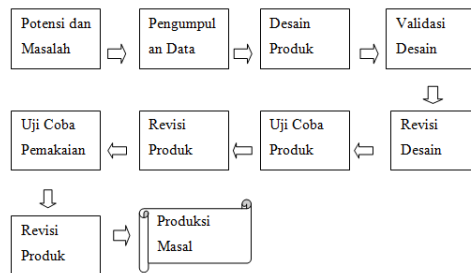 Potensi dan
Masalah
Pengumpul
an Data
Desain
Produk
Validasi
Desain
Revisi
Desain
Uji Coba
Produk
Revisi
Produk
Uji Coba
Pemakaian
Revisi
Produk
Produksi
Masal